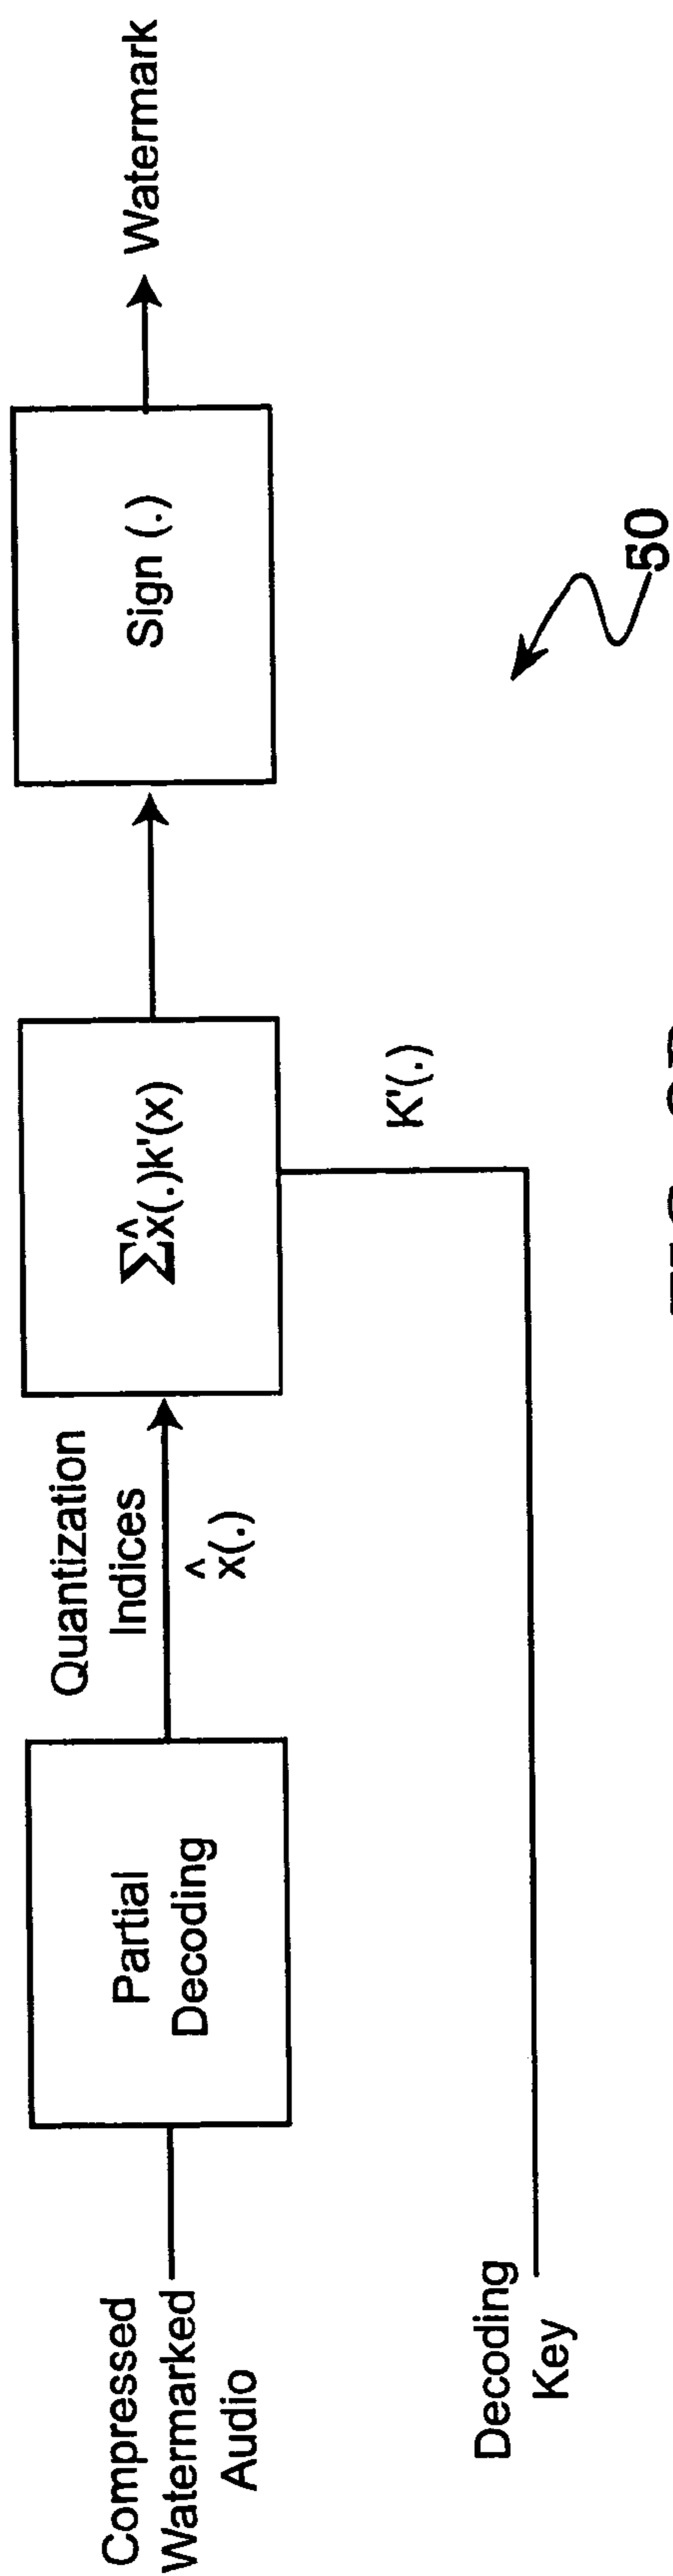 Compressed
Watermarked
Audio
Partial
Decoding
Quantization
Indices
x̂(.)
Σx̂(.)k'(x)
Sign (.)
Watermark
Decoding
Key
K'(.)
50